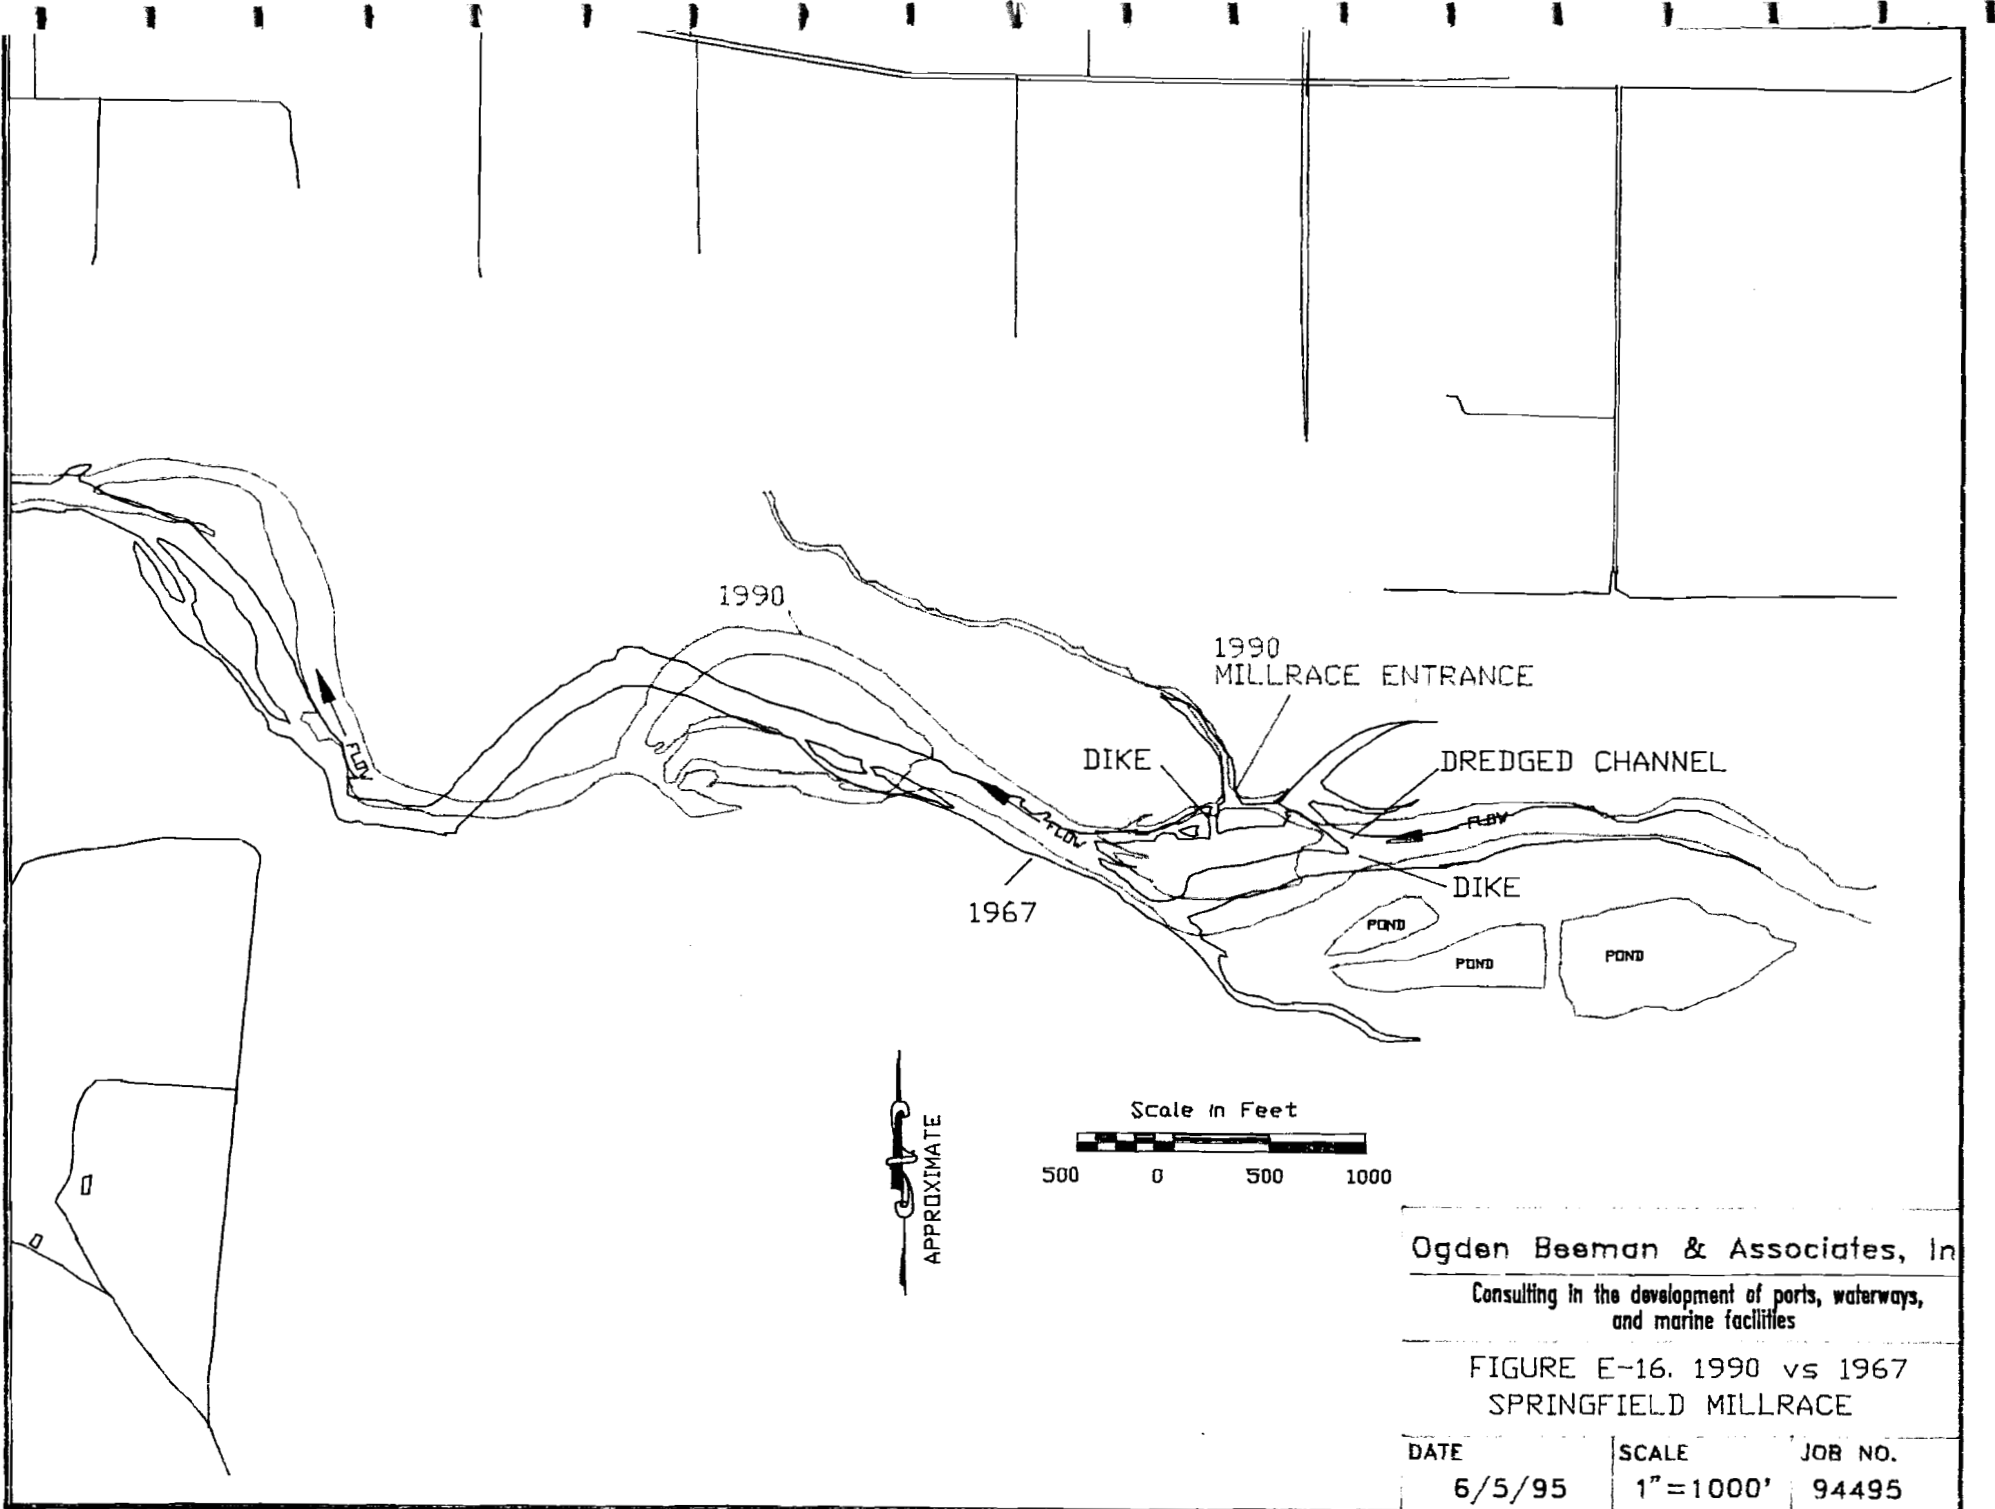 1990
1990
MILLRACE ENTRANCE
DIKE
DREDGED CHANNEL
FLOW
FLOW
FLOW
DIKE
1967
POND
POND
POND
Scale in Feet
500 0 500 1000
APPROXIMATE
Ogden Beeman & Associates, In
Consulting in the development of ports, waterways,
and marine facilities
FIGURE E-16. 1990 vs 1967
SPRINGFIELD MILLRACE
DATE SCALE JOB NO.
6/5/95 1"=1000' 94495